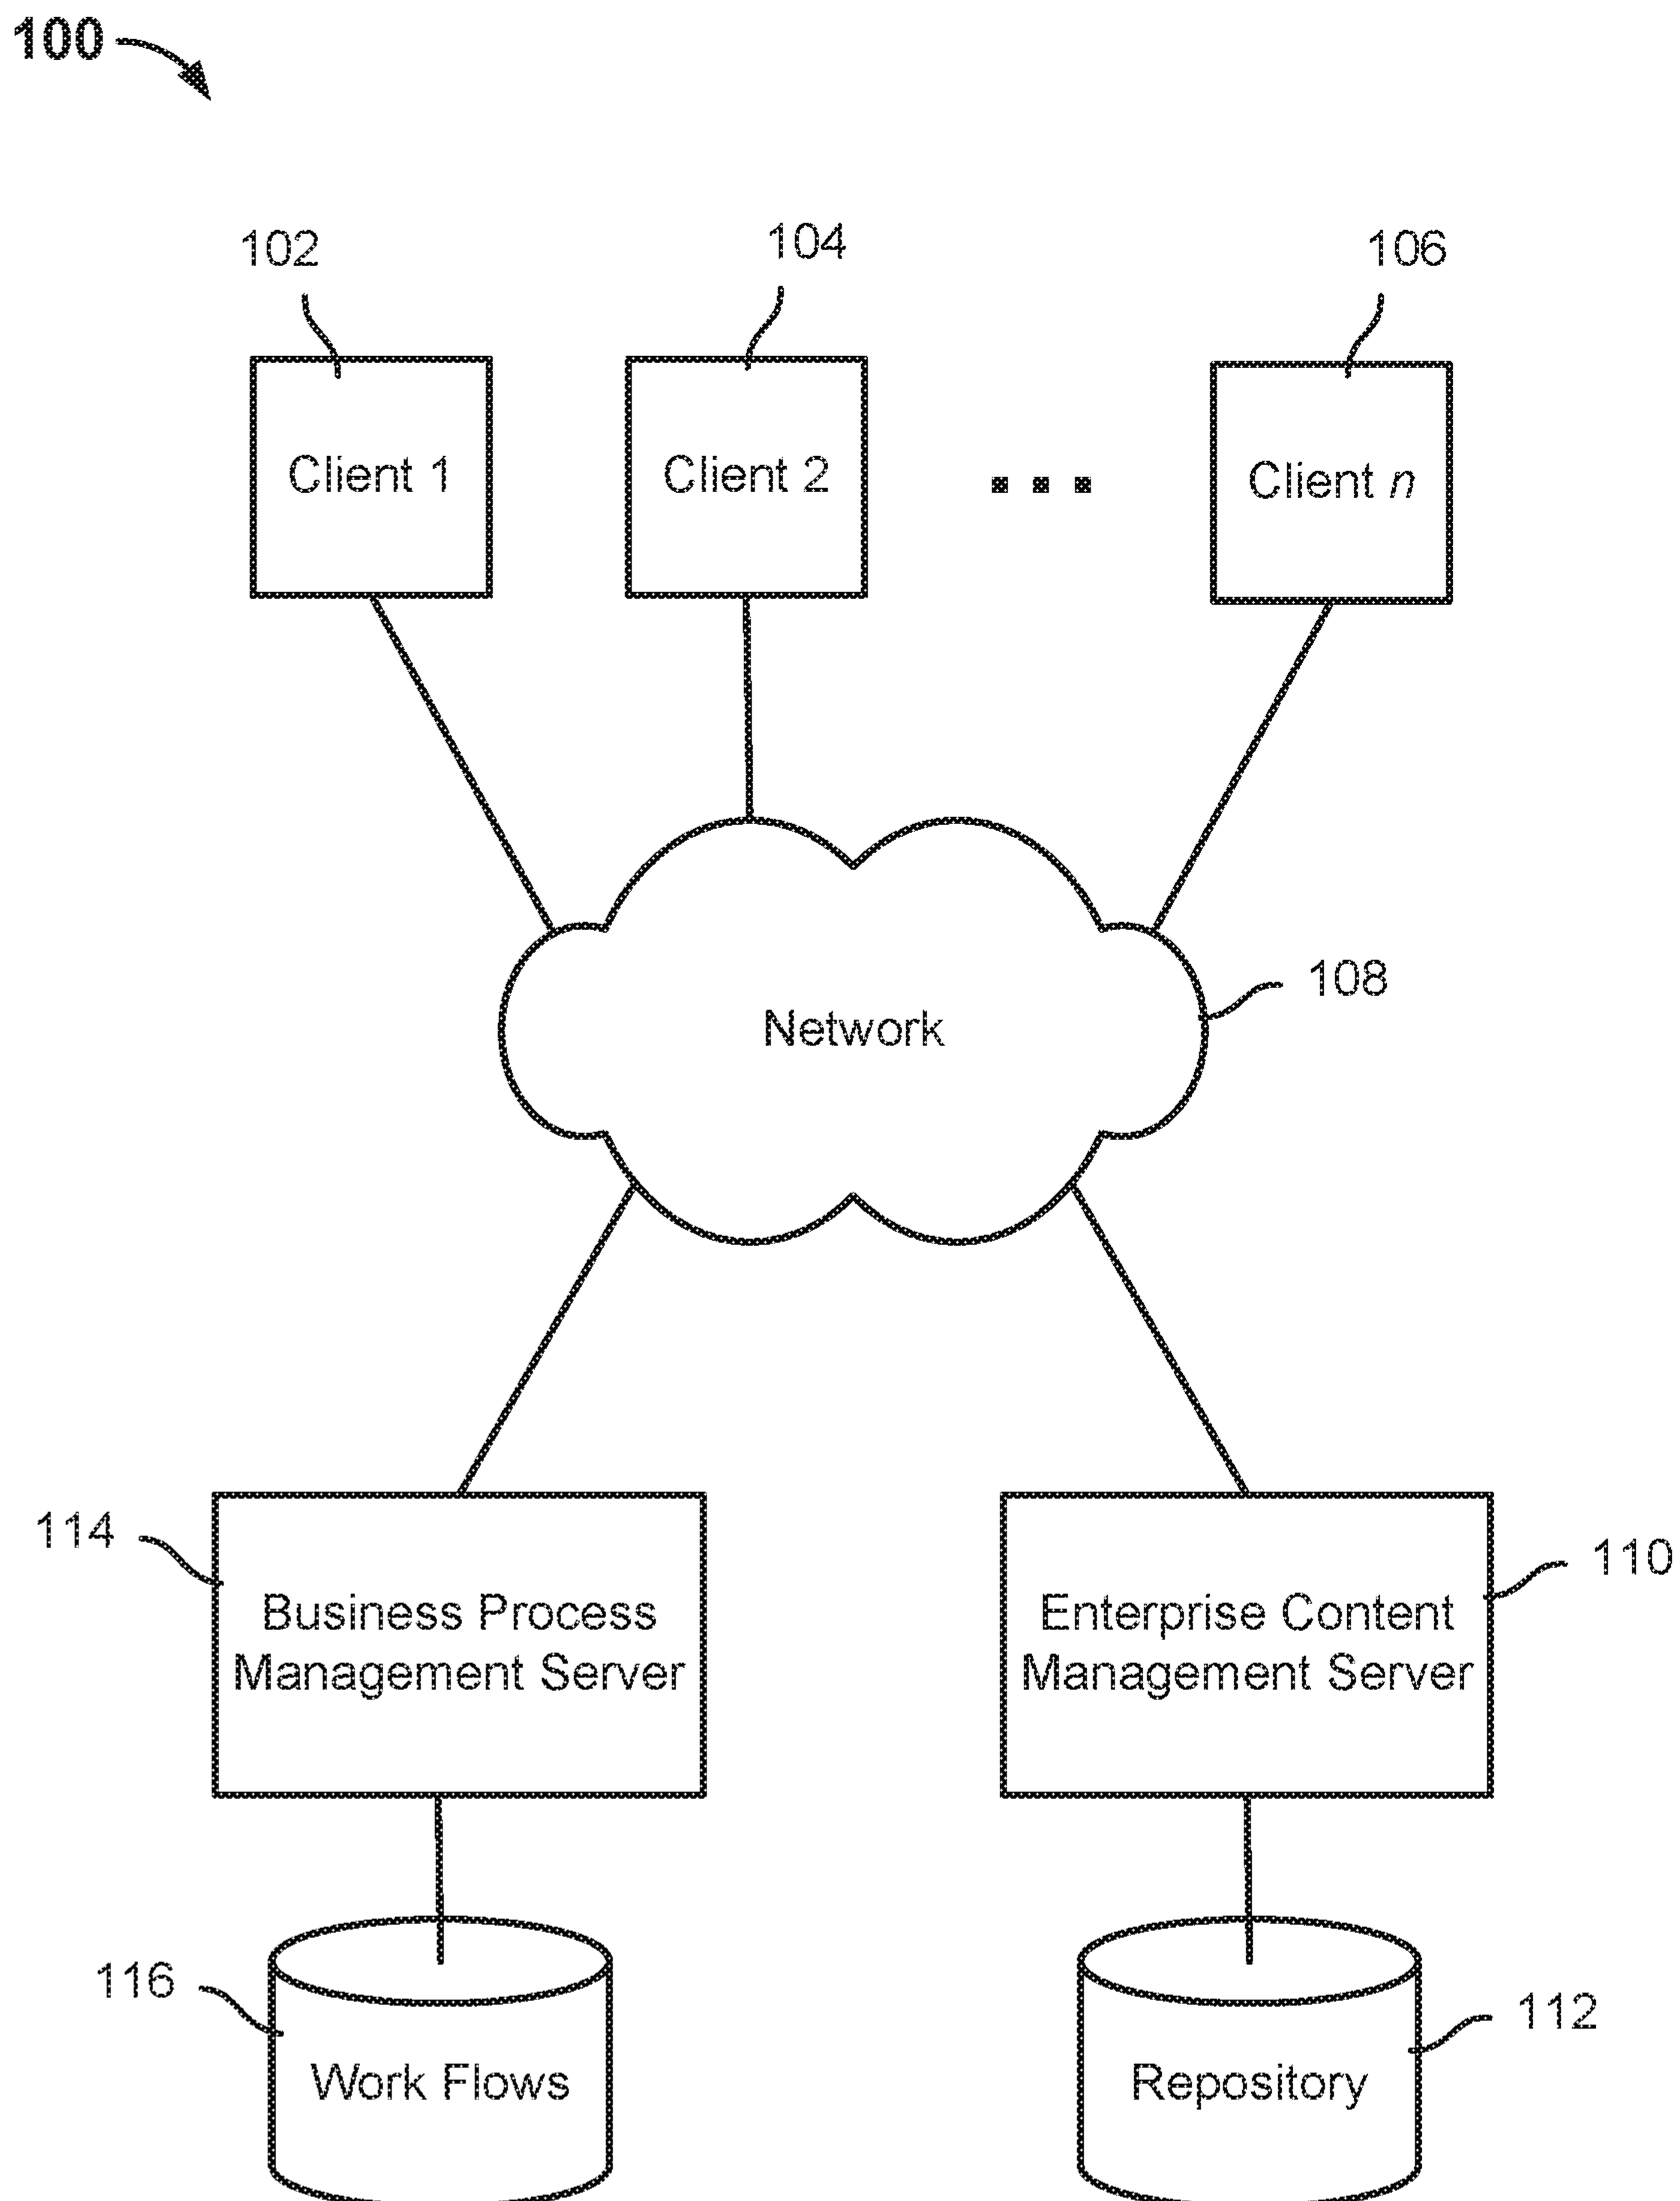 100
102
104
106
Client 1
Client 2
...
Client n
108
Network
114
110
Business Process
Management Server
Enterprise Content
Management Server
116
112
Work Flows
Repository